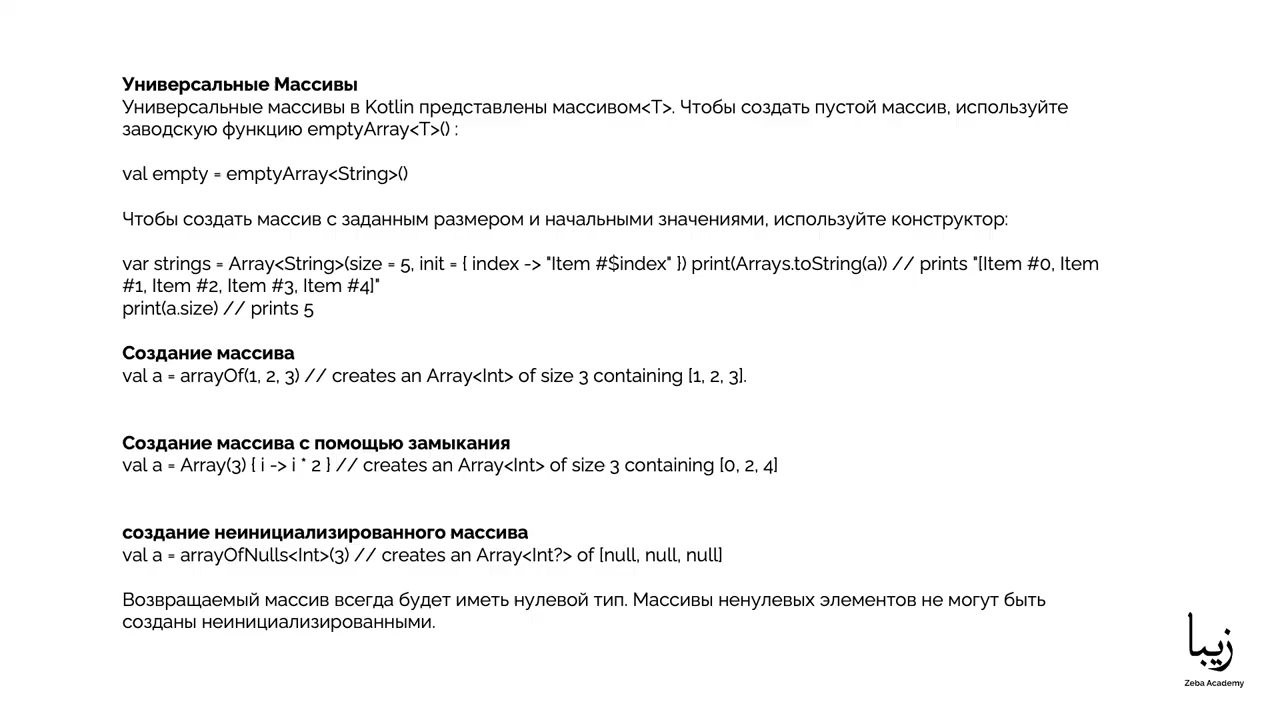 Универсальные Массивы
Универсальные массивы в Kotlin представлены массивом<T>. Чтобы создать пустой массив, используйте
заводскую функцию emptyArray<T>() :
val empty = emptyArray<String>()
Чтобы создать массив с заданным размером и начальными значениями, используйте конструктор:
var strings = Array<String>(size = 5, init = { index -> "Item #$index" }) print(Arrays.toString(a)) // prints "[Item #0, Item
#1, Item #2, Item #3, Item #4]"
print(a.size) // prints 5
Создание массива
val a = arrayOf(1, 2, 3) // creates an Array<Int> of size 3 containing [1, 2, 3].
Создание массива с помощью замыкания
val a = Array(3) { i -> i * 2 } // creates an Array<Int> of size 3 containing [0, 2, 4]
создание неинициализированного массива
val a = arrayOfNulls<Int>(3) // creates an Array<Int?> of [null, null, null]
Возвращаемый массив всегда будет иметь нулевой тип. Массивы ненулевых элементов не могут быть
созданы неинициализированными.
زيبا
Zeba Academy